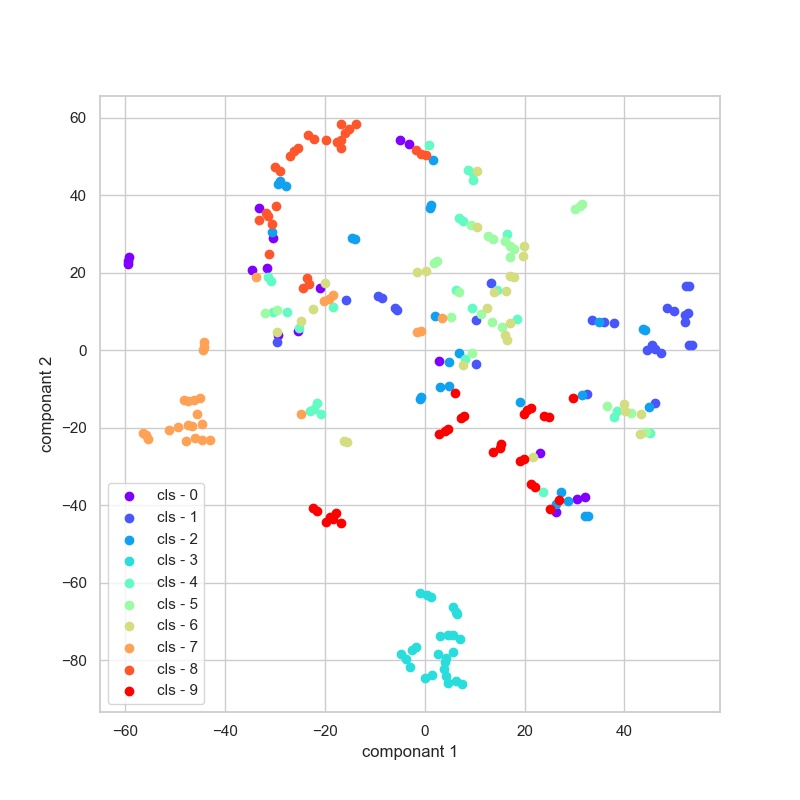 60
40
20
0
−20
−40
−60
−80
componant 2
cls - 0
cls - 1
cls - 2
cls - 3
cls - 4
cls - 5
cls - 6
cls - 7
cls - 8
cls - 9
−60 −40 −20 0 20 40
componant 1